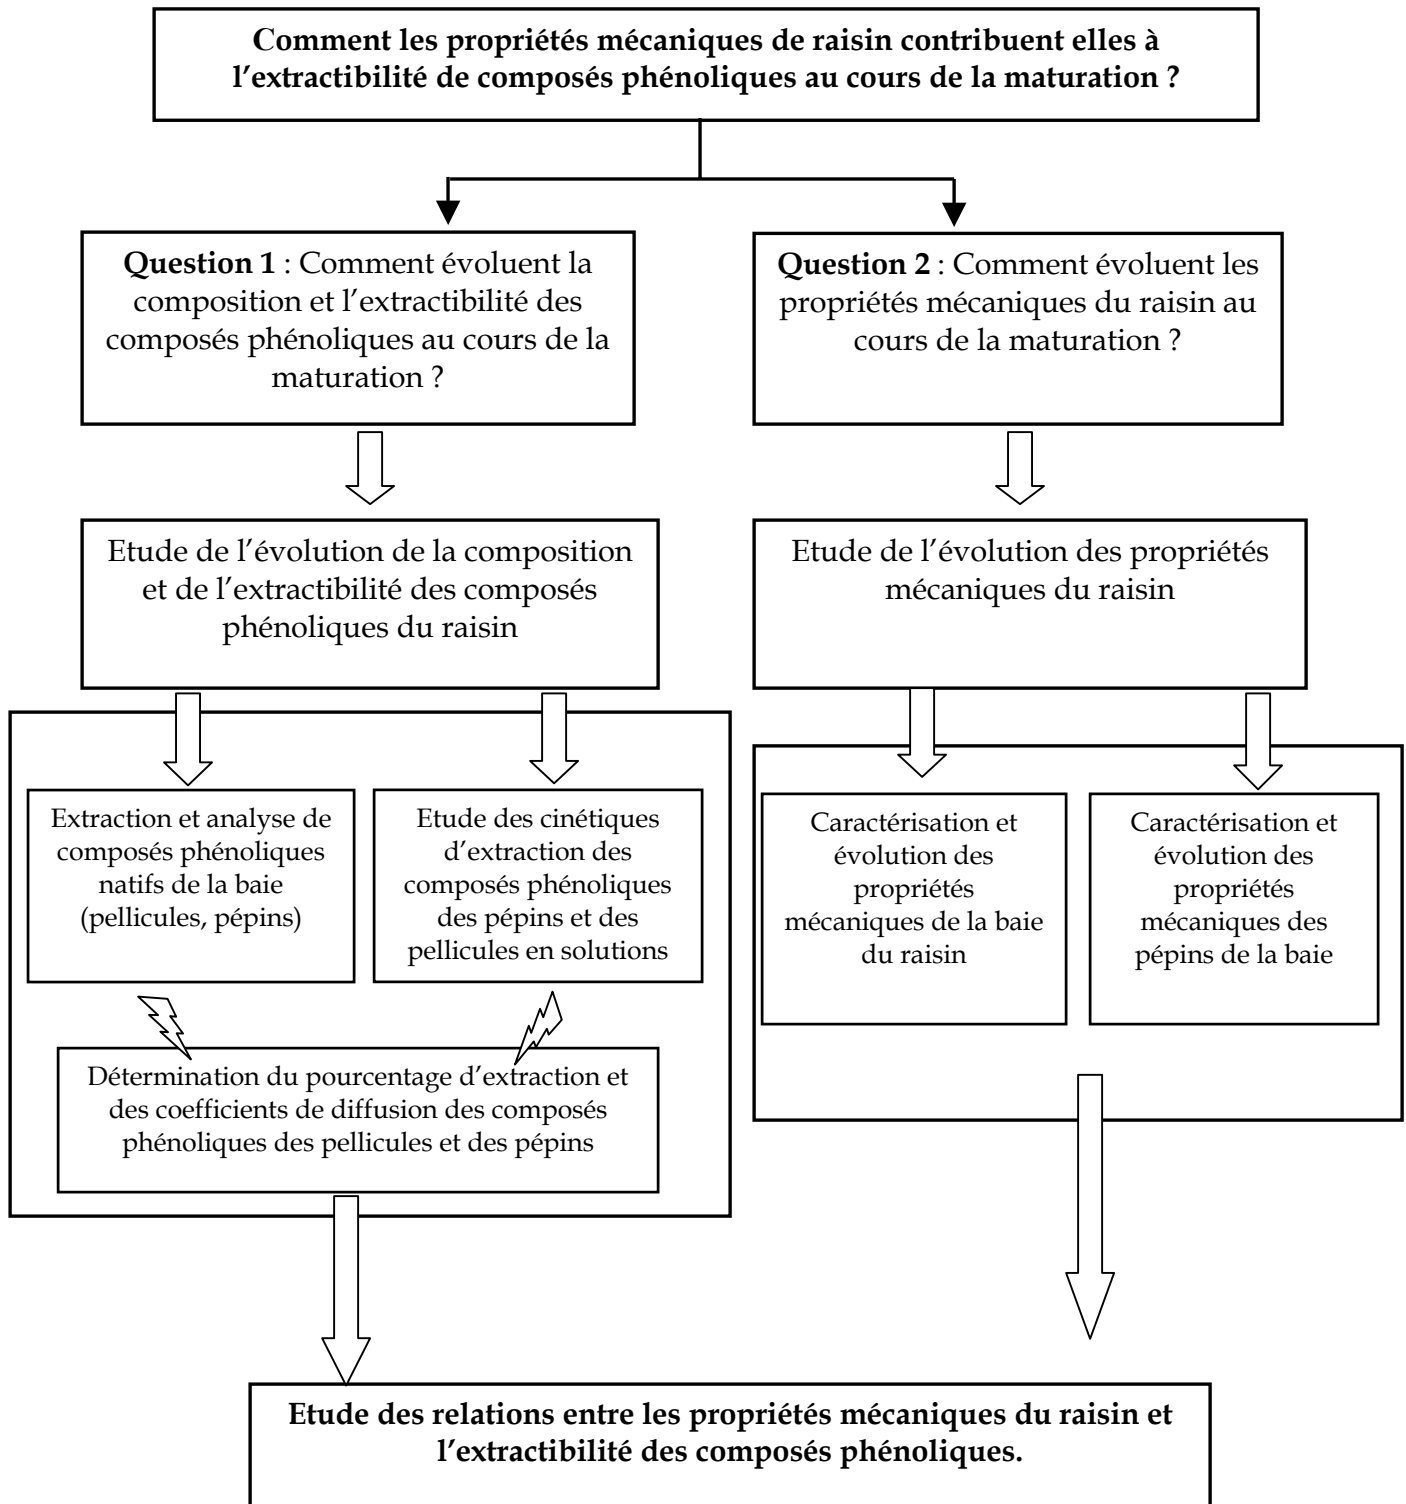 Comment les propriétés mécaniques de raisin contribuent elles à
l’extractibilité de composés phénoliques au cours de la maturation ?
Question 1 : Comment évoluent la
composition et l’extractibilité des
composés phénoliques au cours de la
maturation ?
Question 2 : Comment évoluent les
propriétés mécaniques du raisin au
cours de la maturation ?
Etude de l’évolution de la composition
et de l’extractibilité des composés
phénoliques du raisin
Etude de l’évolution des propriétés
mécaniques du raisin
Extraction et analyse de
composés phénoliques
natifs de la baie
(pellicules, pépins)
Etude des cinétiques
d’extraction des
composés phénoliques
des pépins et des
pellicules en solutions
Caractérisation et
évolution des
propriétés
mécaniques de la baie
du raisin
Caractérisation et
évolution des
propriétés
mécaniques des
pépins de la baie
Détermination du pourcentage d’extraction et
des coefficients de diffusion des composés
phénoliques des pellicules et des pépins
Etude des relations entre les propriétés mécaniques du raisin et
l’extractibilité des composés phénoliques.